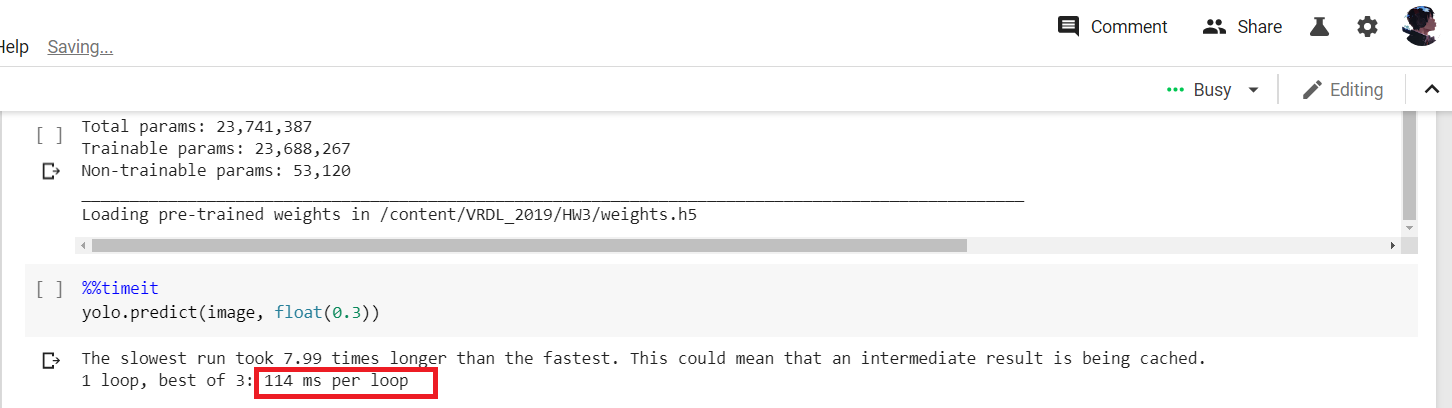 Comment Share
Help Saving...
Busy Editing
[ ] Total params: 23,741,387
Trainable params: 23,688,267
Non-trainable params: 53,120
Loading pre-trained weights in /content/VRDL_2019/HW3/weights.h5
[ ] %%timeit
yolo.predict(image, float(0.3))
The slowest run took 7.99 times longer than the fastest. This could mean that an intermediate result is being cached.
1 loop, best of 3: 114 ms per loop